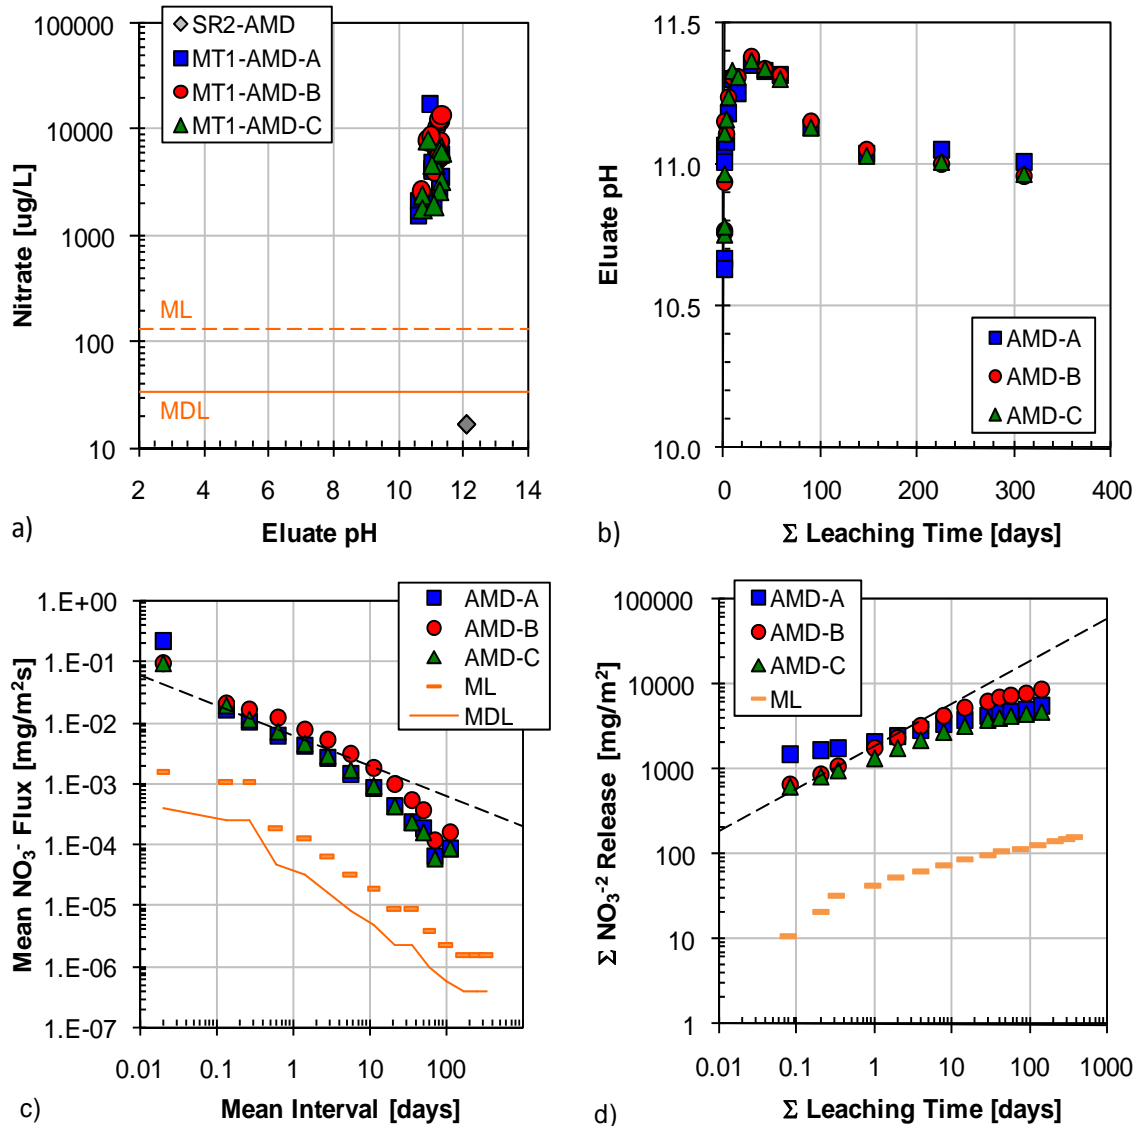 SR2-AMD
MT1-AMD-A
MT1-AMD-B
MT1-AMD-C
100000
10000
1000
100
10
Nitrate [ug/L]
ML
MDL
2 4 6 8 10 12 14
Eluate pH
a)
11.5
11.0
10.5
10.0
Eluate pH
AMD-A
AMD-B
AMD-C
0 100 200 300 400
Σ Leaching Time [days]
b)
1.E+00
1.E-01
1.E-02
1.E-03
1.E-04
1.E-05
1.E-06
1.E-07
Mean NO₃⁻ Flux [mg/m²s]
AMD-A
AMD-B
AMD-C
ML
MDL
0.01 0.1 1 10 100
Mean Interval [days]
c)
100000
10000
1000
100
10
1
Σ NO₃⁻² Release [mg/m²]
AMD-A
AMD-B
AMD-C
ML
0.01 0.1 1 10 100 1000
Σ Leaching Time [days]
d)